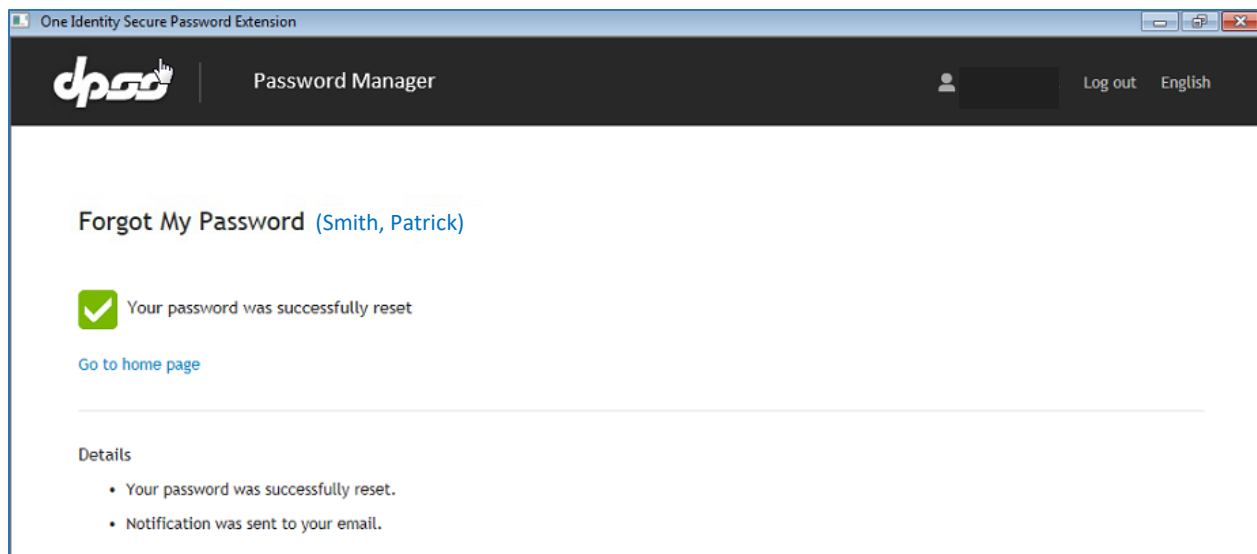 One Identity Secure Password Extension
dpss Password Manager Log out English
Forgot My Password (Smith, Patrick)
Your password was successfully reset
Go to home page
Details
• Your password was successfully reset.
• Notification was sent to your email.